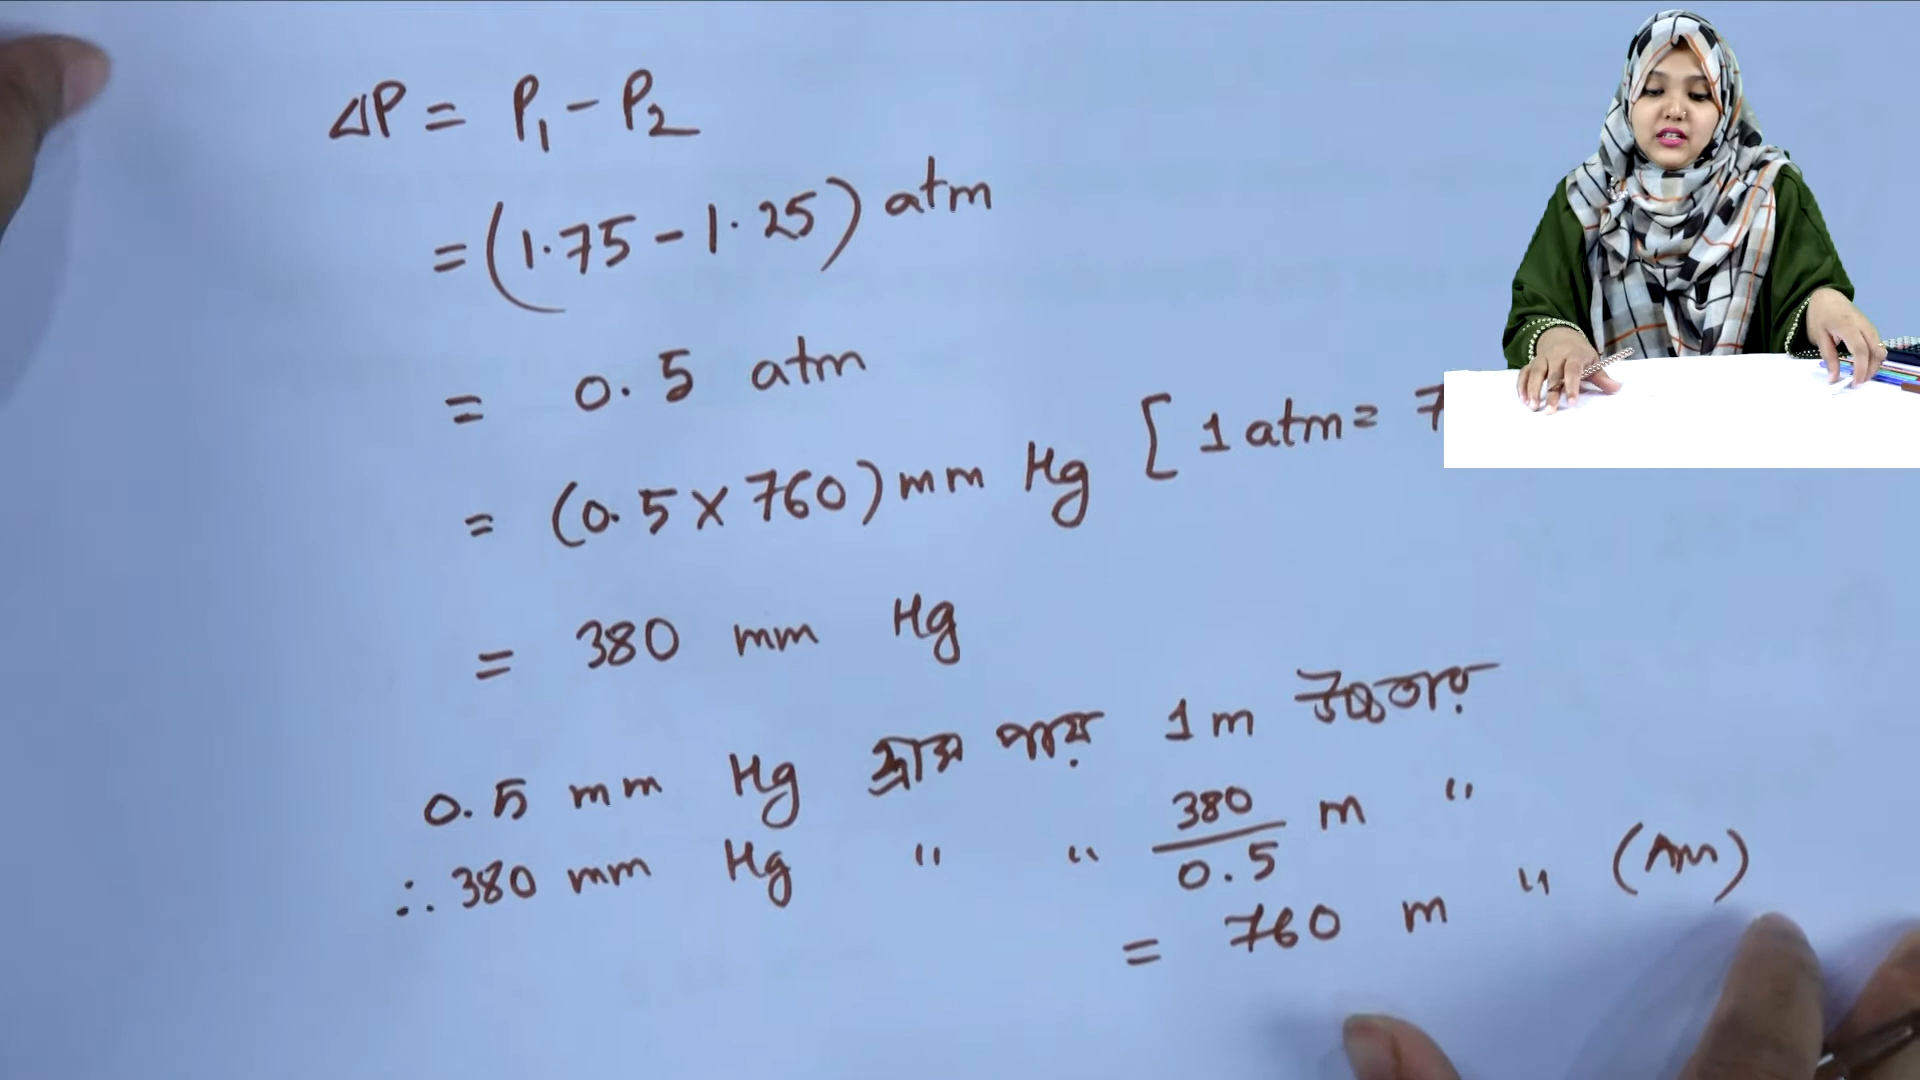 ΔP = P₁ - P₂
= (1.75 - 1.25) atm
= 0.5 atm
= (0.5 × 760) mm Hg [1 atm = 7
= 380 mm Hg
0.5 mm Hg হ্রাস পায় 1 m উচ্চতায়
∴ 380 mm Hg " " 380/0.5 m "
= 760 m " (Am)